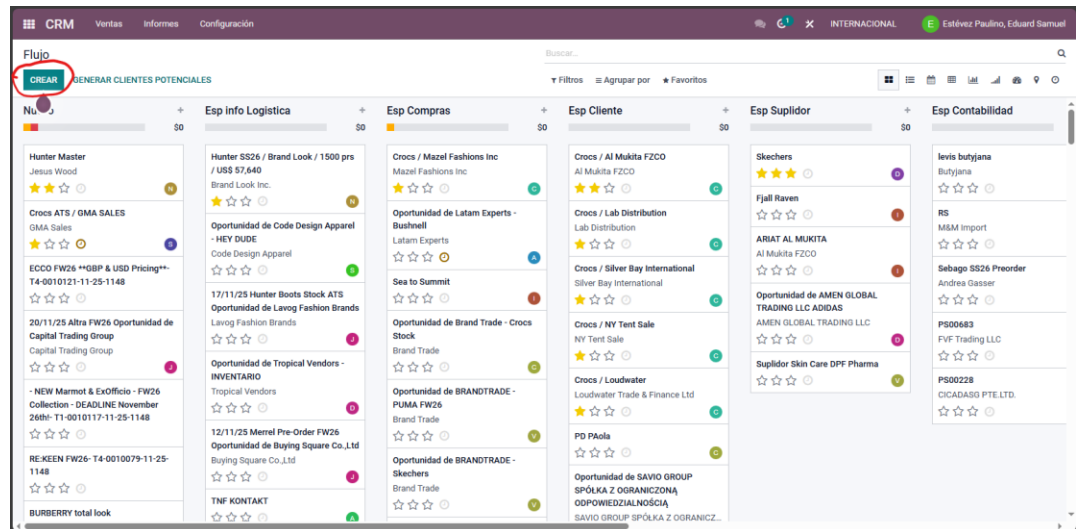 CRM Ventas Informes Configuración 1 INTERNACIONAL E Estévez Paulino, Eduard Samuel
Flujo Buscar...
CREAR GENERAR CLIENTES POTENCIALES Filtros Agrupar por Favoritos
$0
Hunter Master
Jesus Wood
N
Crocs ATS / GMA SALES
GMA Sales
S
ECCO FW26 **GBP & USD Pricing**-
T4-0010121-11-25-1148
20/11/25 Altra FW26 Oportunidad de
Capital Trading Group
Capital Trading Group
J
- NEW Marmot & ExOfficio - FW26
Collection - DEADLINE November
26th!- T1-0010117-11-25-1148
RE:KEEN FW26- T4-0010079-11-25-
1148
BURBERRY total look
Esp info Logistica +
$0
Hunter SS26 / Brand Look / 1500 prs
/ US$ 57,640
Brand Look Inc.
N
Oportunidad de Code Design Apparel
- HEY DUDE
Code Design Apparel
S
17/11/25 Hunter Boots Stock ATS
Oportunidad de Lavog Fashion Brands
Lavog Fashion Brands
J
Oportunidad de Tropical Vendors -
INVENTARIO
Tropical Vendors
D
12/11/25 Merrel Pre-Order FW26
Oportunidad de Buying Square Co.,Ltd
Buying Square Co.,Ltd
J
TNF KONTAKT
A
Esp Compras +
$0
Crocs / Mazel Fashions Inc
Mazel Fashions Inc
C
Oportunidad de Latam Experts -
Bushnell
Latam Experts
A
Sea to Summit
I
Oportunidad de Brand Trade - Crocs
Stock
Brand Trade
C
Oportunidad de BRANDTRADE -
PUMA FW26
Brand Trade
V
Oportunidad de BRANDTRADE -
Skechers
Brand Trade
V
Esp Cliente +
$0
Crocs / Al Mukita FZCO
Al Mukita FZCO
C
Crocs / Lab Distribution
Lab Distribution
C
Crocs / Silver Bay International
Silver Bay International
C
Crocs / NY Tent Sale
NY Tent Sale
C
Crocs / Loudwater
Loudwater Trade & Finance Ltd
C
PD PAola
C
Oportunidad de SAVIO GROUP
SPÓŁKA Z OGRANICZONĄ
ODPOWIEDZIALNOŚCIĄ
SAVIO GROUP SPÓŁKA Z OGRANICZ...
Esp Suplidor +
$0
Skechers
D
Fjall Raven
I
ARIAT AL MUKITA
Al Mukita FZCO
I
Oportunidad de AMEN GLOBAL
TRADING LLC ADIDAS
AMEN GLOBAL TRADING LLC
D
Suplidor Skin Care DPF Pharma
V
Esp Contabilidad
levis butyjana
Butyjana
RS
M&M Import
Sebago SS26 Preorder
Andrea Gasser
PS00683
FVF Trading LLC
PS00228
CICADASG PTE.LTD.